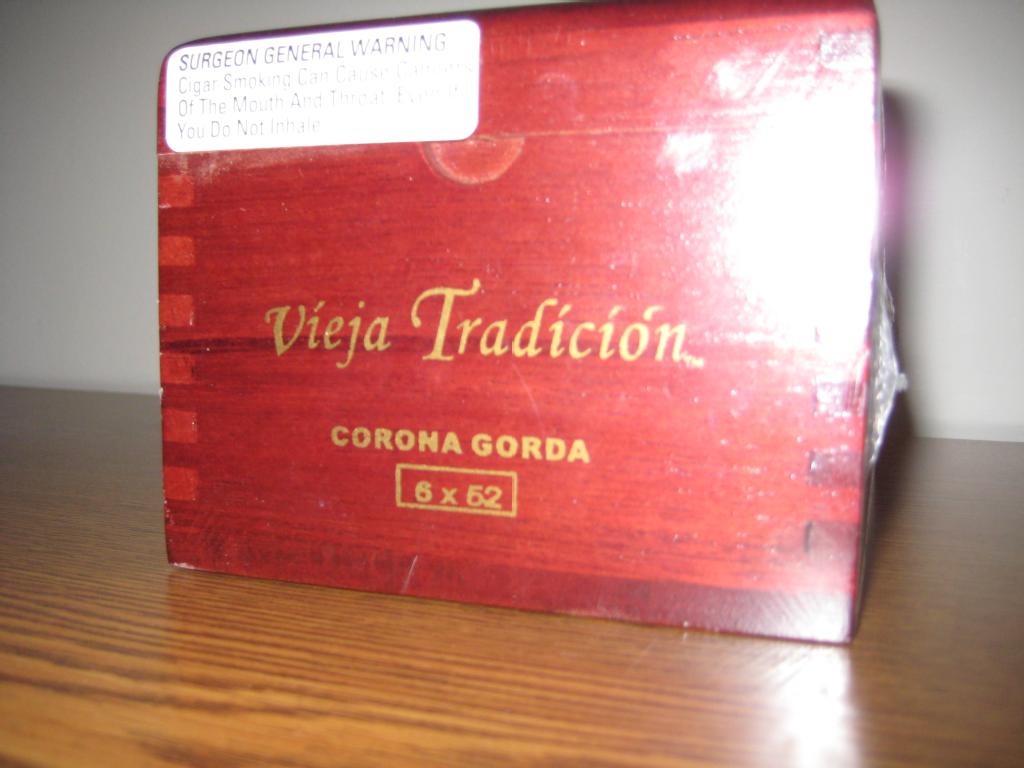 SURGEON GENERAL WARNING
Cigar Smoking Can Cause Cancers
Of The Mouth And Throat, Even If
You Do Not Inhale
Vieja Tradición™
CORONA GORDA
6 x 52